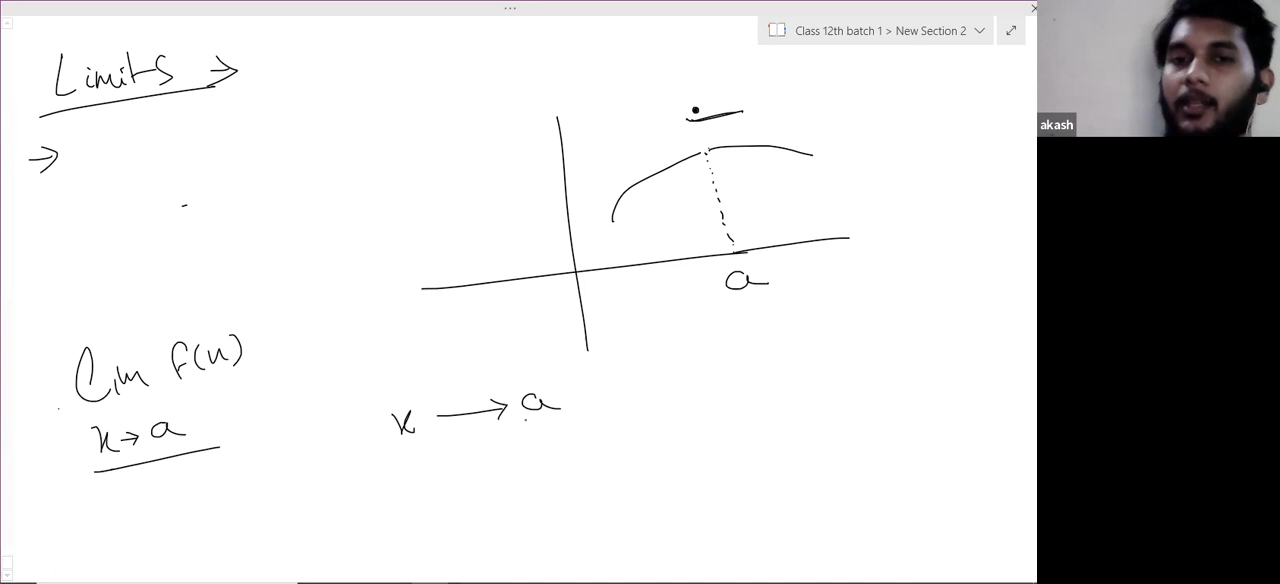 Class 12th batch 1 > New Section 2
akash
Limits →
→
a
Lim f(x)
x → a
x → a